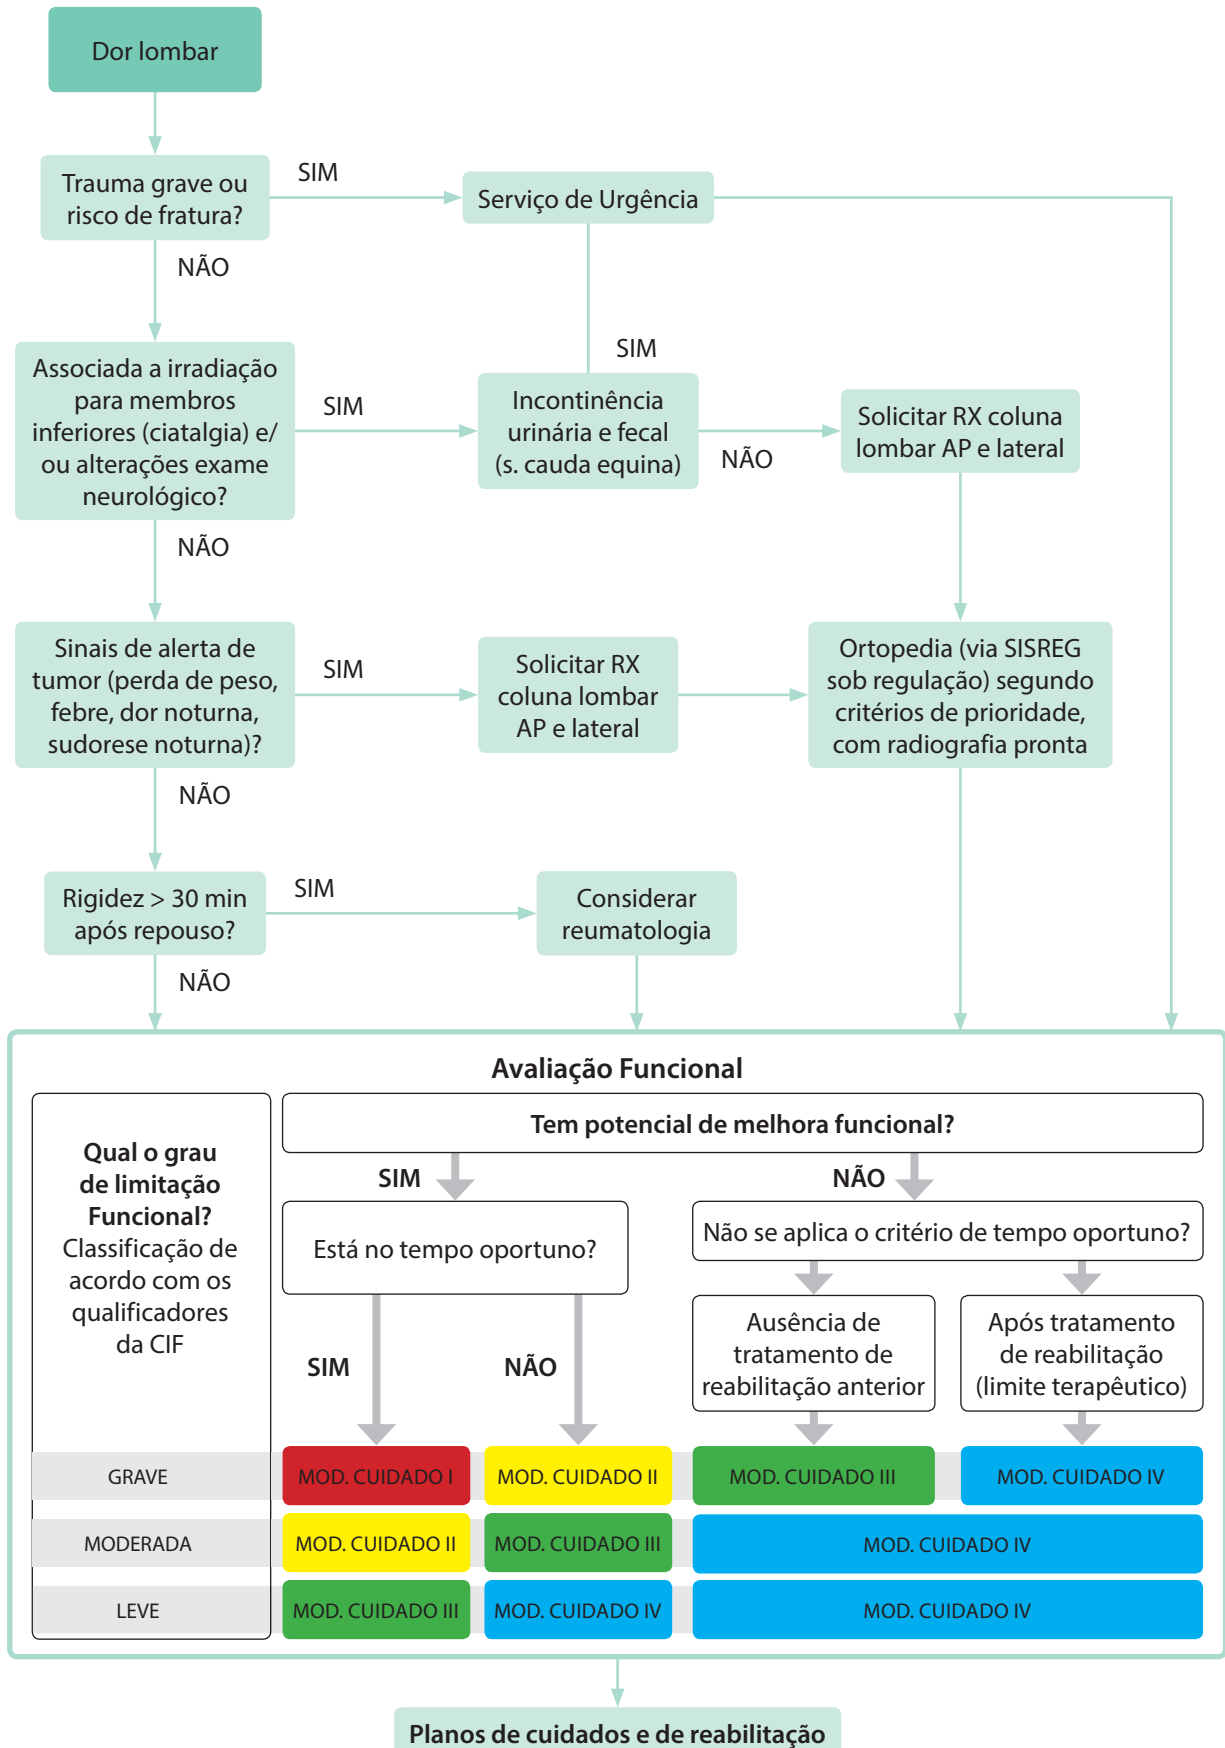 Dor lombar
Trauma grave ou
risco de fratura?
SIM
Serviço de Urgência
NÃO
Associada a irradiação
para membros
inferiores (ciatalgia) e/
ou alterações exame
neurológico?
SIM
SIM
Incontinência
urinária e fecal
(s. cauda equina)
NÃO
Solicitar RX coluna
lombar AP e lateral
NÃO
Sinais de alerta de
tumor (perda de peso,
febre, dor noturna,
sudorese noturna)?
SIM
Solicitar RX
coluna lombar
AP e lateral
Ortopedia (via SISREG
sob regulação) segundo
critérios de prioridade,
com radiografia pronta
NÃO
Rigidez > 30 min
após repouso?
SIM
Considerar
reumatologia
NÃO
Avaliação Funcional
Qual o grau
de limitação
Funcional?
Classificação de
acordo com os
qualificadores
da CIF
Tem potencial de melhora funcional?
SIM
NÃO
Está no tempo oportuno?
Não se aplica o critério de tempo oportuno?
SIM
NÃO
Ausência de
tratamento de
reabilitação anterior
Após tratamento
de reabilitação
(limite terapêutico)
GRAVE
MOD. CUIDADO I
MOD. CUIDADO II
MOD. CUIDADO III
MOD. CUIDADO IV
MODERADA
MOD. CUIDADO II
MOD. CUIDADO III
MOD. CUIDADO IV
LEVE
MOD. CUIDADO III
MOD. CUIDADO IV
MOD. CUIDADO IV
Planos de cuidados e de reabilitação